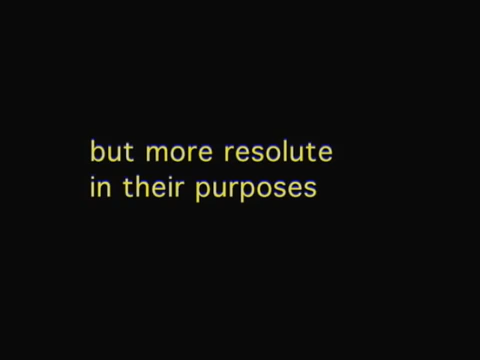 but more resolute
in their purposes